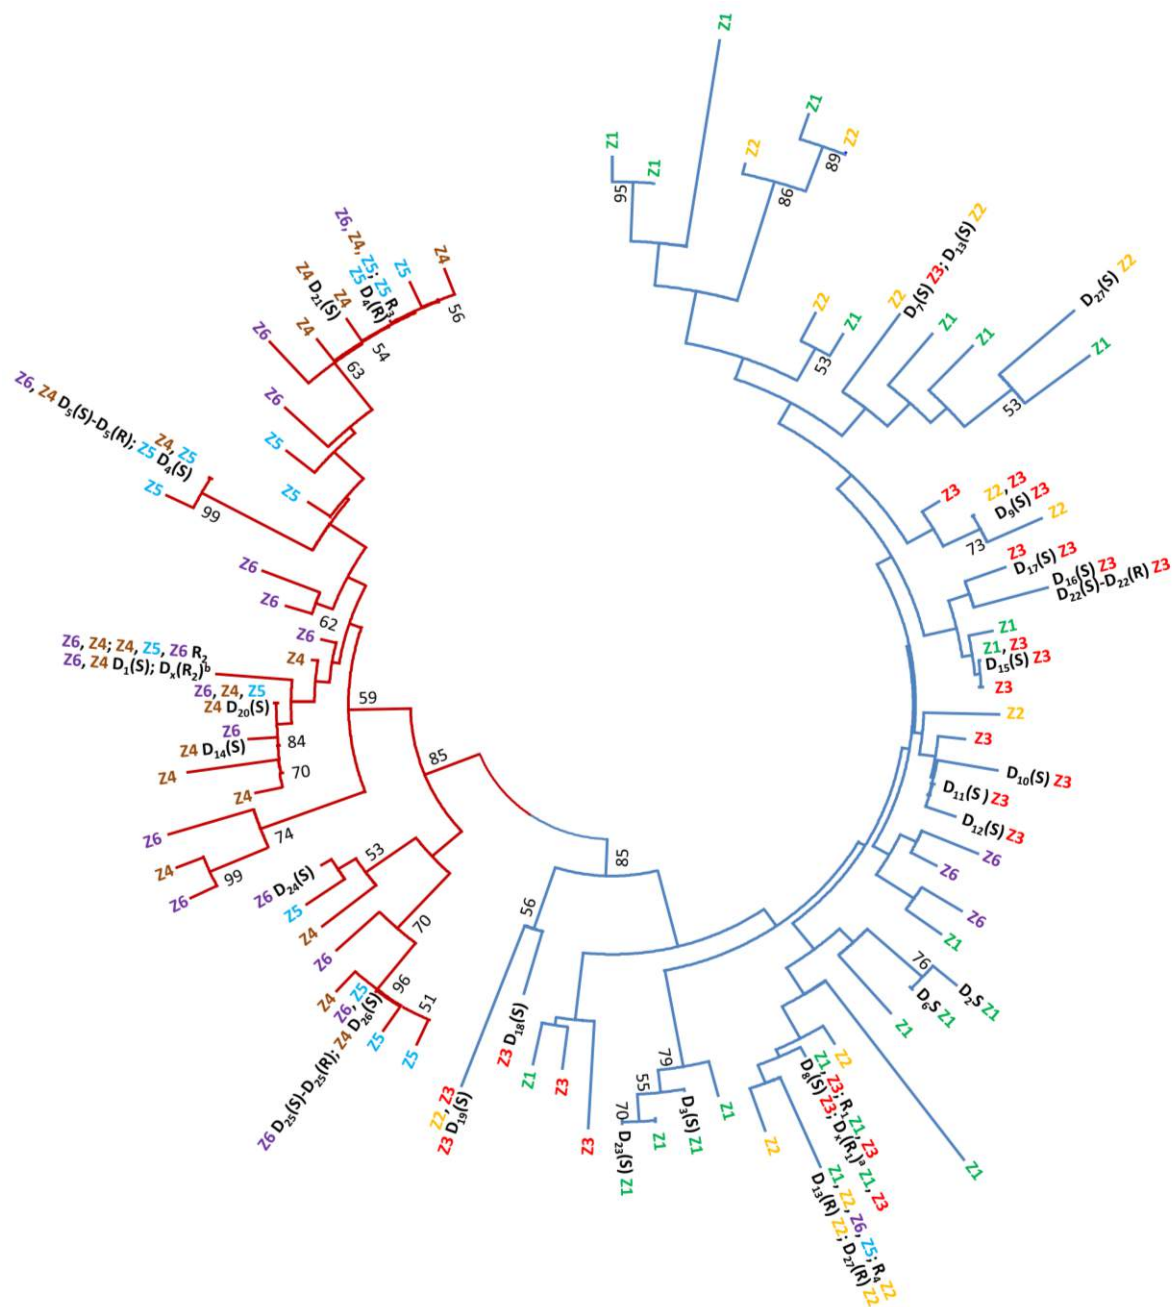 Z1
Z1
Z2
89
Z2
86
Z1
Z1
95
Z2
Z1
53
Z2
D7(S) Z3; D13(S) Z2
Z1
Z1
D27(S) Z2
Z1
53
Z3
Z2, Z3
D9(S) Z3
Z2
73
Z3
D17(S) Z3
D16(S) Z3
D22(S)-D22(R) Z3
Z1
Z1, Z3
D15(S) Z3
Z3
Z2
Z3
D10(S) Z3
D11(S) Z3
D12(S) Z3
Z6
Z6
Z6
Z1
76
D2S Z1
D6S Z1
Z1
Z1
Z2
Z1, Z3; R1 Z1, Z3
D8(S) Z3; Dx(R1)a Z1, Z3
Z1, Z2, Z6, Z5; R4 Z2
D13(R) Z2; D27(R) Z2
Z2
79
Z1
55
D3(S) Z1
70
Z1
D23(S) Z1
Z3
Z3
Z1
85
56
Z3 D18(S)
Z2, Z3
Z3 D19(S)
85
59
53
Z6 D24(S)
Z5
Z4
70
Z6
96
Z4
Z6, Z5
Z6 D25(S)-D25(R); Z4 D26(S)
Z5
51
Z5
74
Z6
Z4
99
Z6
Z6
Z4
Z6, Z4; Z4, Z5, Z6 R2
Z6, Z4 D1(S); Dx(R2)b
Z6, Z4, Z5
Z4 D20(S)
Z6
84
Z4 D14(S)
Z4
70
Z4
62
Z6
Z6
Z4, Z5
Z6, Z4 D5(S)-D5(R); Z5 D4(S)
Z5
99
Z5
Z5
Z6
Z6
63
Z4
54
Z4
Z4 D21(S)
Z6, Z4, Z5; Z5 R3
Z5 D4(R)
Z5
Z4
56